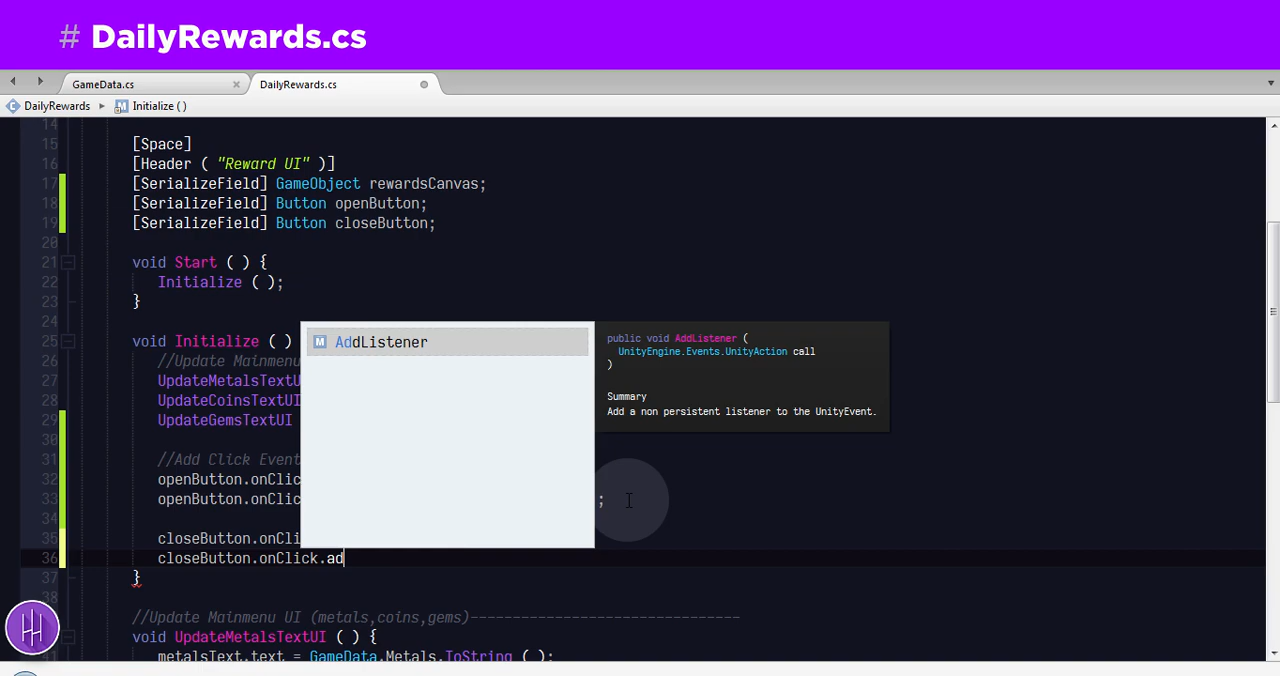 # DailyRewards.cs
GameData.cs
DailyRewards.cs
DailyRewards
Initialize ( )
14
15 [Space]
16 [Header ( "Reward UI" )]
17 [SerializeField] GameObject rewardsCanvas;
18 [SerializeField] Button openButton;
19 [SerializeField] Button closeButton;
20
21 void Start ( ) {
22 Initialize ( );
23 }
24
25 void Initialize ( )
26 //Update Mainmenu
27 UpdateMetalsTextU
28 UpdateCoinsTextUI
29 UpdateGemsTextUI
30
31 //Add Click Event
32 openButton.onClic
33 openButton.onClic ;
34
35 closeButton.onCli
36 closeButton.onClick.ad
37 }
38
//Update Mainmenu UI (metals,coins,gems)--------------------------------
void UpdateMetalsTextUI ( ) {
metalsText.text = GameData.Metals.ToString ( );
AddListener
public void AddListener (
UnityEngine.Events.UnityAction call
)
Summary
Add a non persistent listener to the UnityEvent.